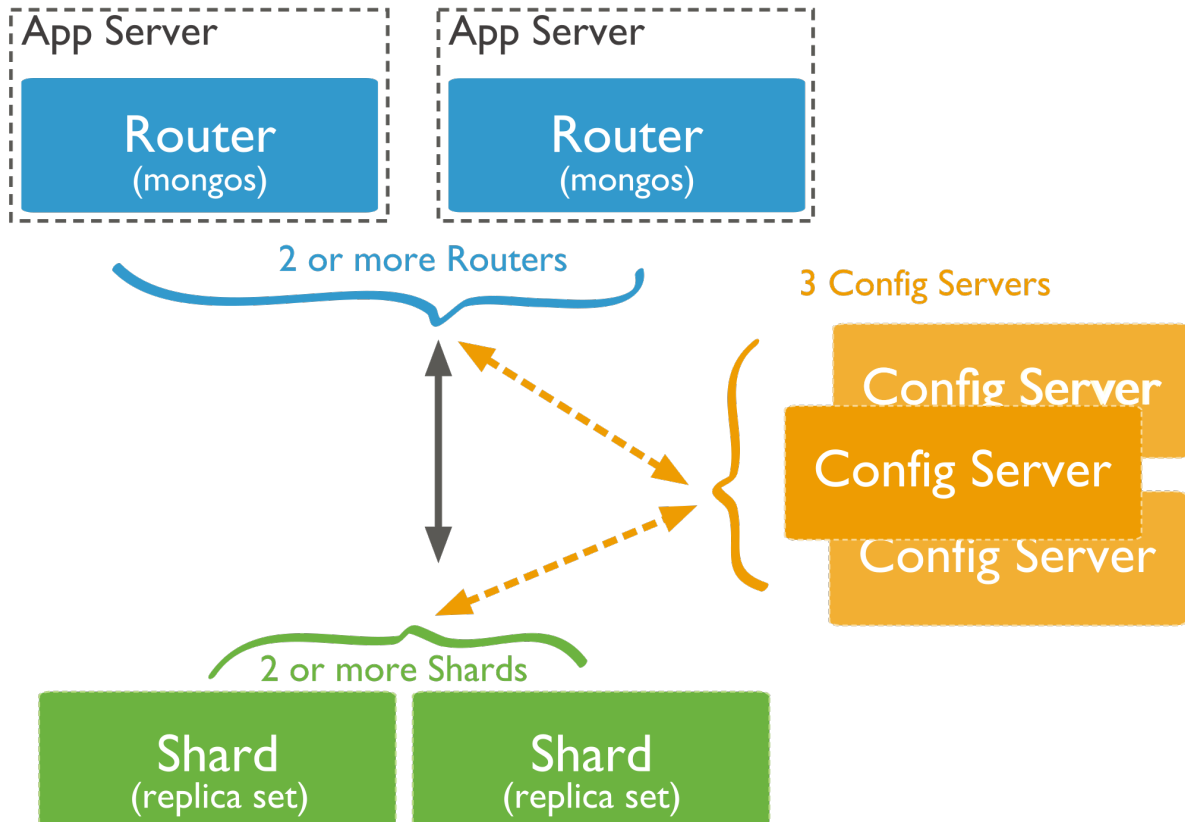 App Server
Router
(mongos)
App Server
Router
(mongos)
2 or more Routers
3 Config Servers
Config Server
Config Server
Config Server
2 or more Shards
Shard
(replica set)
Shard
(replica set)